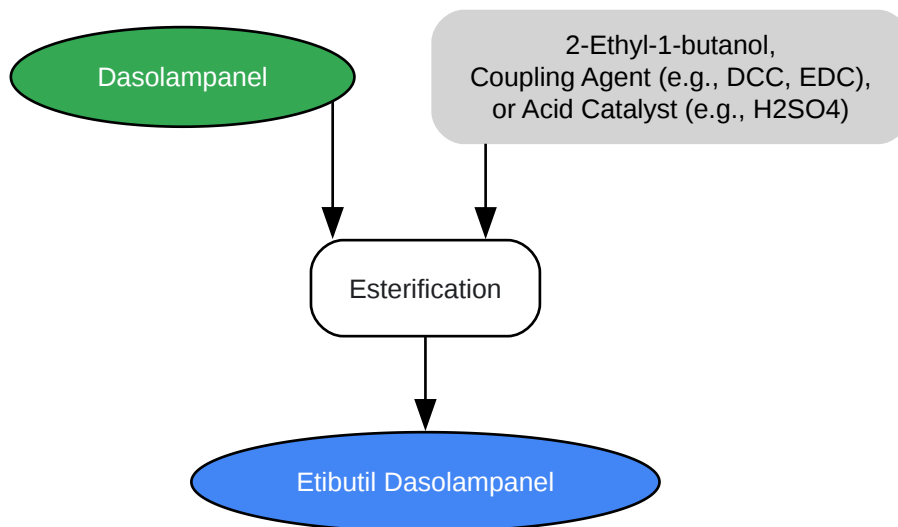 Dasolampanel
2-Ethyl-1-butanol,
Coupling Agent (e.g., DCC, EDC),
or Acid Catalyst (e.g., H2SO4)
Esterification
Etibutil Dasolampanel